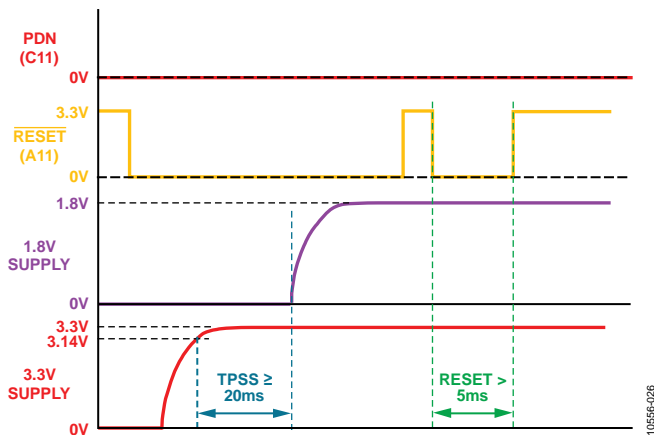 PDN
(C11)
0V
3.3V
RESET
(A11)
0V
1.8V
1.8V
SUPPLY
0V
3.3V
3.14V
3.3V
SUPPLY
0V
TPSS ≥
20ms
RESET >
5ms
10556-026